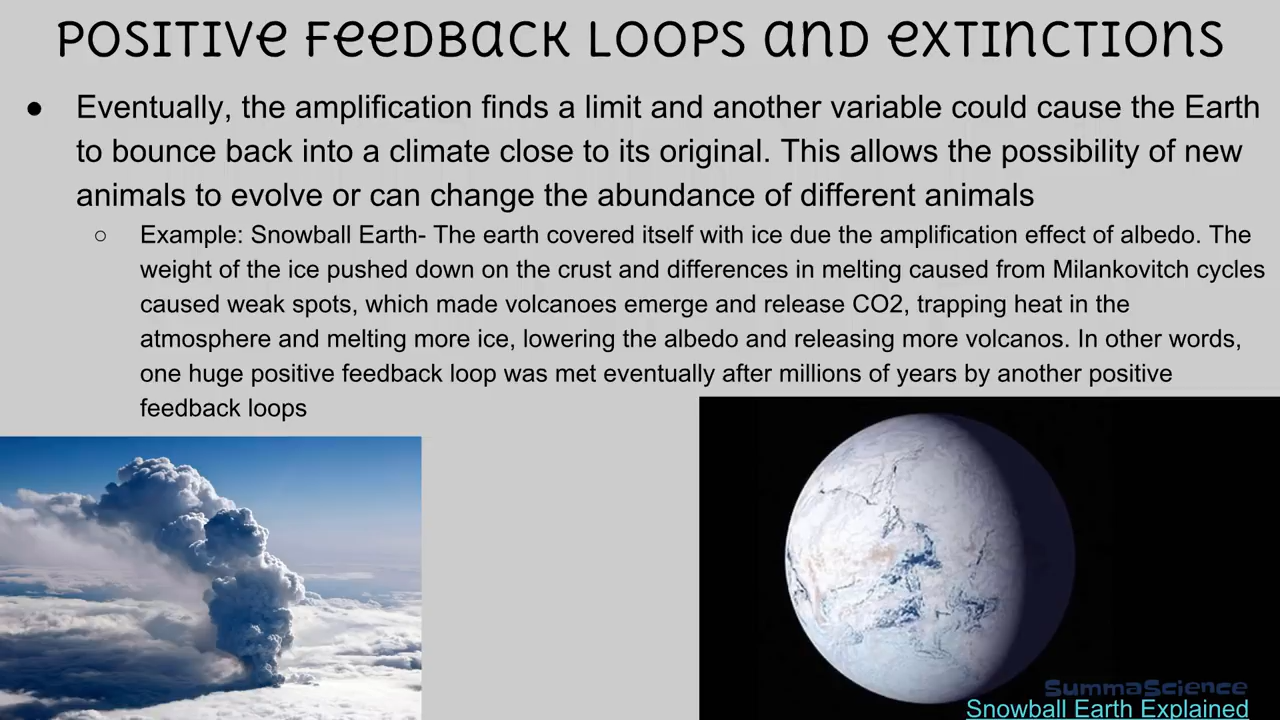 POSITIVE FEEDBACK LOOPS AND EXTINCTIONS
● Eventually, the amplification finds a limit and another variable could cause the Earth
to bounce back into a climate close to its original. This allows the possibility of new
animals to evolve or can change the abundance of different animals
○ Example: Snowball Earth- The earth covered itself with ice due the amplification effect of albedo. The
weight of the ice pushed down on the crust and differences in melting caused from Milankovitch cycles
caused weak spots, which made volcanoes emerge and release CO2, trapping heat in the
atmosphere and melting more ice, lowering the albedo and releasing more volcanos. In other words,
one huge positive feedback loop was met eventually after millions of years by another positive
feedback loops
SummaScience
Snowball Earth Explained